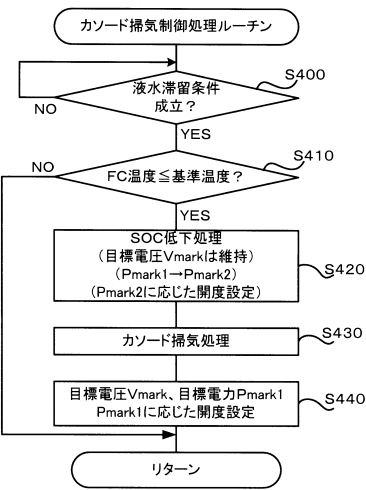 カソード掃気制御処理ルーチン
S400
液水滞留条件
成立？
NO
YES
S410
NO
FC温度≦基準温度？
YES
SOC低下処理
（目標電圧Vmarkは維持）
（Pmark1→Pmark2）
（Pmark2に応じた開度設定）
S420
カソード掃気処理
S430
目標電圧Vmark、目標電力Pmark1
Pmark1に応じた開度設定
S440
リターン